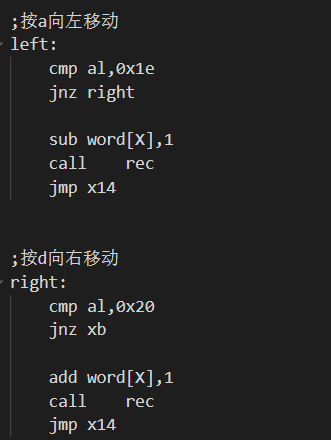 ;按a向左移动
left:
cmp al,0x1e
jnz right
sub word[X],1
call    rec
jmp x14
;按d向右移动
right:
cmp al,0x20
jnz xb
add word[X],1
call    rec
jmp x14